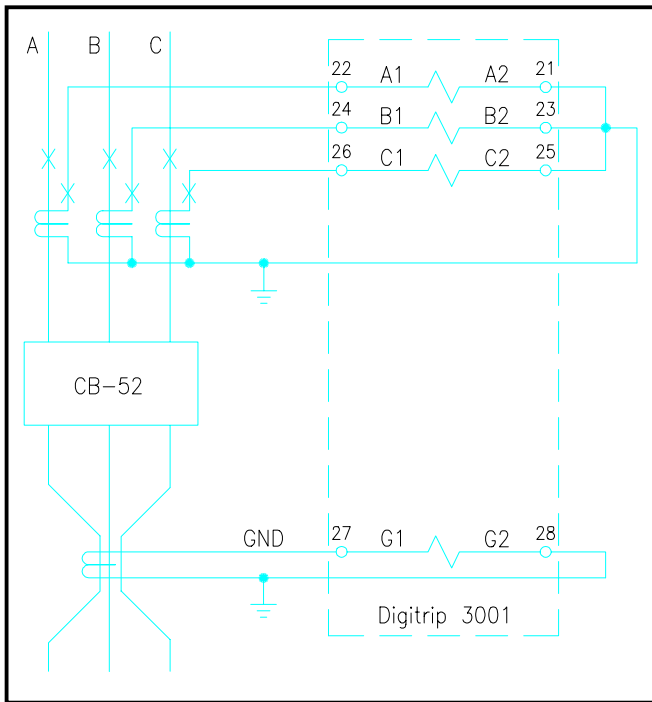 A B C
22 A1 A2 21
24 B1 B2 23
26 C1 C2 25
CB-52
GND 27 G1 G2 28
Digitrip 3001